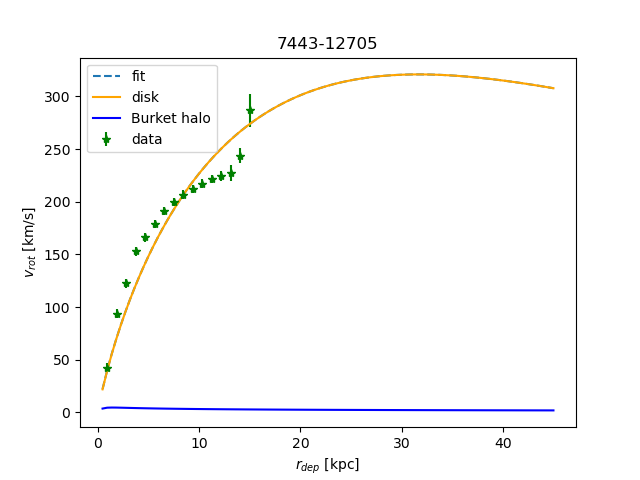 7443-12705
fit
disk
Burket halo
data
300
250
200
150
100
50
0
v_rot [km/s]
0 10 20 30 40
r_dep [kpc]